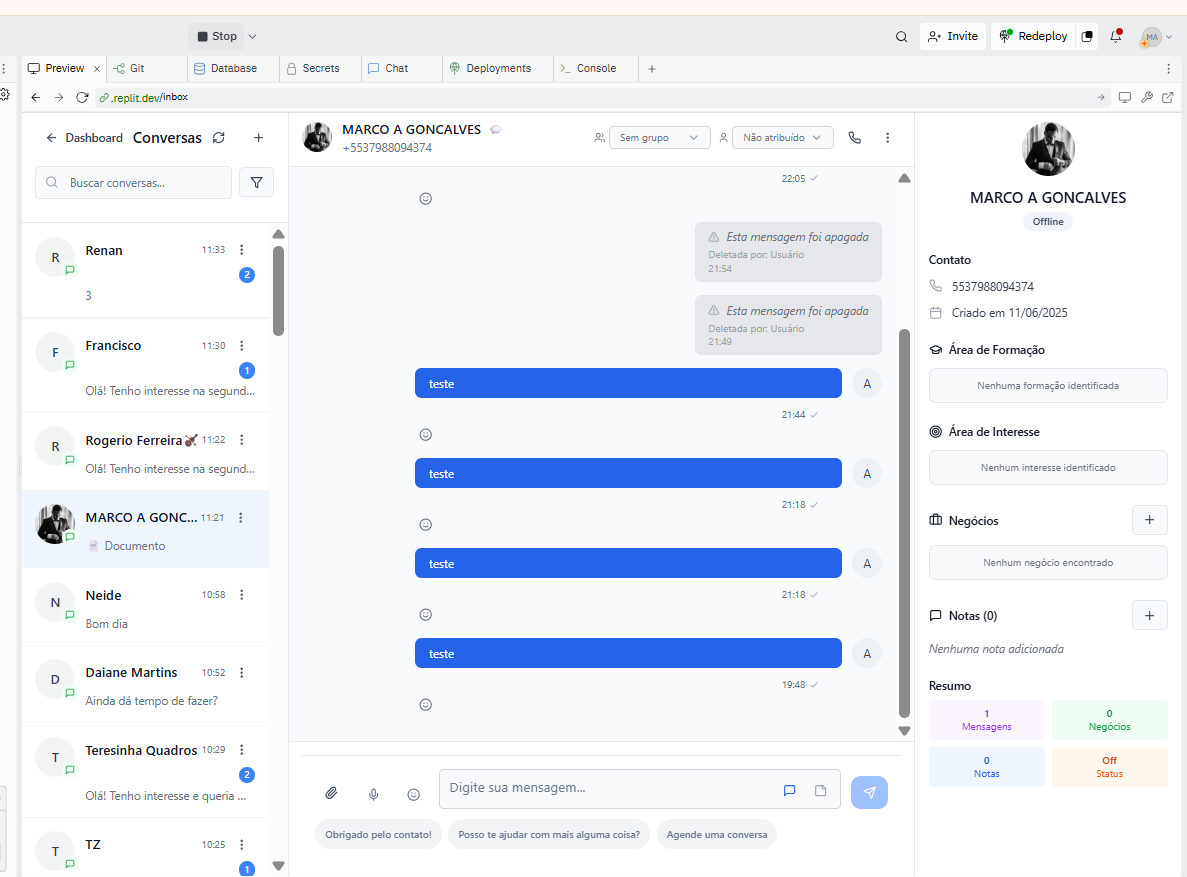 Stop
Invite
Redeploy
MA
Preview
Git
Database
Secrets
Chat
Deployments
Console
.replit.dev/inbox
Dashboard
Conversas
Buscar conversas...
R
Renan
11:33
2
3
F
Francisco
11:30
1
Olá! Tenho interesse na segund...
R
Rogerio Ferreira
11:22
Olá! Tenho interesse na segund...
MARCO A GONC...
11:21
Documento
N
Neide
10:58
Bom dia
D
Daiane Martins
10:52
Ainda dá tempo de fazer?
T
Teresinha Quadros
10:29
2
Olá! Tenho interesse e queria ...
T
TZ
10:25
1
MARCO A GONCALVES
+5537988094374
Sem grupo
Não atribuído
22:05
Esta mensagem foi apagada
Deletada por: Usuário
21:54
Esta mensagem foi apagada
Deletada por: Usuário
21:49
teste
A
21:44
teste
A
21:18
teste
A
21:18
teste
A
19:48
Digite sua mensagem...
Obrigado pelo contato!
Posso te ajudar com mais alguma coisa?
Agende uma conversa
MARCO A GONCALVES
Offline
Contato
5537988094374
Criado em 11/06/2025
Área de Formação
Nenhuma formação identificada
Área de Interesse
Nenhum interesse identificado
Negócios
Nenhum negócio encontrado
Notas (0)
Nenhuma nota adicionada
Resumo
1
Mensagens
0
Negócios
0
Notas
Off
Status